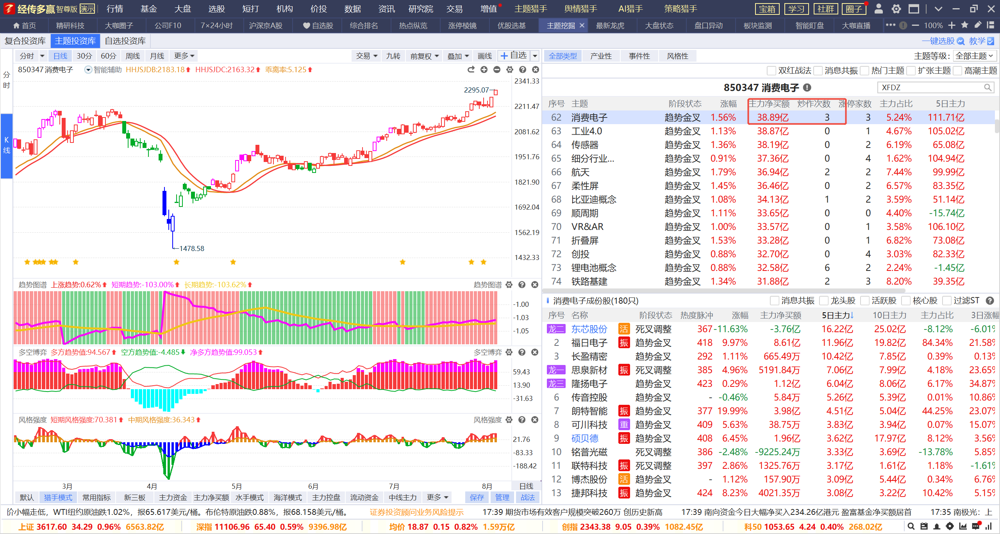 经传多赢 智尊版 演示 行情 基金 大盘 选股 短打 机构 价投 数据 资讯 研究院 交易 增值 主题猎手 舆情猎手 AI猎手 策略猎手 宝箱 学习 社群 圈子
首页 精研科技 大咖圈子 公司F10 7×24小时 沪深京A股 自选股 综合排名 热点纵览 涨停棱镜 优股选基 主题挖掘 最新龙虎 大盘状态 盘口异动 板块监测 智能盯盘 大咖直播 100%
复合投资库 主题投资库 自选投资库 一键选股 教学
分时 日线 30分 60分 周线 月线 更多 交易 九转 前复权 叠加 画线 自选
分时
K线
850347 消费电子 智能辅助 HHJSJDB:2183.18 HHJSJDC:2163.32 乖离率:5.125
2341.33
2295.07
2211.47
2081.62
1951.76
1821.90
1692.04
1562.19
1478.58
1432.33
趋势图谱 上涨趋势:0.62% 短期趋势:-103.00% 长期趋势:-103.62% 趋势图谱
-1.00
-1.03
-1.05
多空博弈 多方趋势值:94.567 空方趋势值:-4.485 净多方趋势值:99.053 多空博弈
59.43
13.90
-31.63
风格强度 短期风格强度:70.381 中期风格强度:36.343 风格强度
21.76
-83.33
-188.42
3月 4月 5月 6月 7月 8月 日线
默认 猎手模式 常用指标 新三板 主力资金 主力净买额 水手模式 海洋模式 主力控盘 流动资金 中线主力 更多 保存 管理 战法
全部类型 产业性 事件性 风格性 主题等级: 全部主题
双红战法 消息共振 热门主题 扩张主题 高潮主题
850347 消费电子 XFDZ
序号 主题 阶段状态 涨幅 主力净买额 炒作次数 涨停家数 主力占比 5日主力
62 消费电子 趋势金叉 1.56% 38.89亿 3 3 5.24% 111.71亿
63 工业4.0 趋势金叉 1.13% 38.87亿 0 1 4.67% 105.02亿
64 传感器 趋势金叉 1.36% 38.19亿 0 2 6.19% 65.08亿
65 细分行业... 趋势金叉 0.91% 37.36亿 0 4 1.62% 104.94亿
66 航天 趋势金叉 1.79% 36.94亿 2 2 7.44% 99.99亿
67 柔性屏 趋势金叉 1.45% 36.46亿 0 2 6.57% 83.35亿
68 比亚迪概念 趋势金叉 1.08% 34.13亿 1 2 3.59% 51.14亿
69 顺周期 趋势金叉 1.11% 33.65亿 0 0 4.40% -15.74亿
70 VR&AR 趋势金叉 1.00% 33.57亿 0 1 3.58% 106.10亿
71 折叠屏 趋势金叉 1.53% 33.28亿 0 1 6.82% 73.08亿
72 创投 趋势金叉 0.88% 32.70亿 0 4 3.03% 82.33亿
73 锂电池概念 趋势金叉 0.88% 32.58亿 6 2 2.24% -1.45亿
74 铁路基建 趋势金叉 1.34% 31.88亿 2 3 8.20% 39.35亿
消费电子成份股(180只) 消息共振 龙头股 活跃股 核心股 过滤ST
序号 名称 阶段状态 热度脉冲 涨幅 主力净买额 5日主力↓ 10日主力 主力占比 3日涨幅
龙二 东芯股份 活 死叉调整 367 -11.63% -3.76亿 16.22亿 25.02亿 -8.12% -6.01%
2 福日电子 振 趋势金叉 418 9.97% 8.61亿 11.96亿 19.82亿 84.34% 21.58%
3 长盈精密 趋势金叉 292 1.11% 665.49万 10.42亿 7.85亿 0.39% 0.13%
龙一 思泉新材 振 死叉调整 385 4.96% 5191.84万 7.06亿 7.99亿 4.18% 23.65%
龙三 隆扬电子 趋势金叉 423 0.29% 1.12亿 6.04亿 8.06亿 6.17% 34.87%
6 传音控股 趋势金叉 - -0.46% 5.84万 5.26亿 5.39亿 0.01% 10.86%
7 朗特智能 振 趋势金叉 377 19.99% 3.98亿 4.51亿 5.04亿 44.25% 23.07%
8 可川科技 重 趋势金叉 409 5.63% 38.75万 3.83亿 3.94亿 0.07% 15.07%
9 硕贝德 振 趋势金叉 408 6.45% 1.96亿 3.62亿 17.97亿 8.12% 3.56%
10 铭普光磁 死叉调整 386 -2.48% -9225.24万 3.33亿 3.69亿 -13.78% 5.85%
11 联特科技 振 死叉调整 397 2.86% 1325.76万 3.17亿 1.61亿 1.18% -1.61%
12 博杰股份 活 趋势金叉 - 1.12% 157.90万 3.09亿 5.44亿 0.34% 6.76%
13 捷邦科技 振 趋势金叉 424 8.23% 4021.35万 3.08亿 3.22亿 10.42% 5.15%
价小幅走低，WTI纽约原油跌1.02%，报65.617美元/桶。布伦特原油跌0.88%，报68.158美元/桶。 证券投资顾问业务风险提示 17:39 期货市场有效客户规模突破260万 创历史新高 17:39 南向资金今日大幅净买入234.26亿港元 盈富基金净买额居首 17:35 南极光：上
上证 3617.60 34.29 0.96% 6563.82亿 深指 11106.96 65.40 0.59% 9396.98亿 均价 18.87 0.15 0.82% 1.59万亿 创指 2343.38 9.05 0.39% 1082.45亿 科50 1053.65 4.24 0.40% 268.02亿